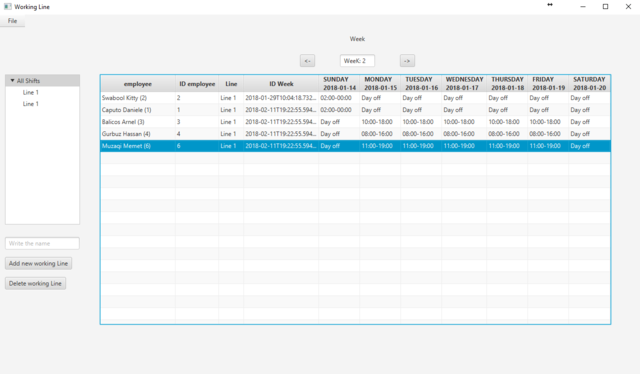 Working Line
File
Week
<- WeeK: 2 ->
All Shifts
Line 1
Line 1
Write the name
Add new working Line
Delete working Line
employee ID employee Line ID Week SUNDAY 2018-01-14 MONDAY 2018-01-15 TUESDAY 2018-01-16 WEDNESDAY 2018-01-17 THURSDAY 2018-01-18 FRIDAY 2018-01-19 SATURDAY 2018-01-20
Swabool Kitty (2) 2 Line 1 2018-01-29T10:04:18.732... 02:00-00:00 Day off Day off Day off Day off Day off Day off
Caputo Daniele (1) 1 Line 1 2018-02-11T19:22:55.594... 02:00-00:00 Day off Day off Day off Day off Day off Day off
Balicos Arnel (3) 3 Line 1 2018-02-11T19:22:55.594... Day off 10:00-18:00 10:00-18:00 10:00-18:00 10:00-18:00 10:00-18:00 Day off
Gurbuz Hassan (4) 4 Line 1 2018-02-11T19:22:55.594... Day off 08:00-16:00 08:00-16:00 08:00-16:00 08:00-16:00 08:00-16:00 Day off
Muzaqi Memet (6) 6 Line 1 2018-02-11T19:22:55.594... Day off 11:00-19:00 11:00-19:00 11:00-19:00 11:00-19:00 11:00-19:00 Day off